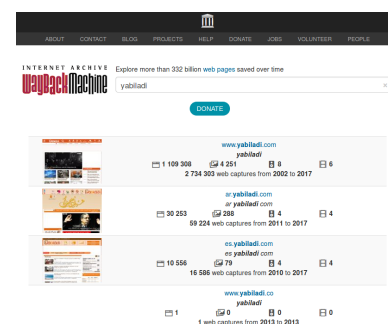 ABOUT CONTACT BLOG PROJECTS HELP DONATE JOBS VOLUNTEER PEOPLE
INTERNET ARCHIVE
WayBackMachine
Explore more than 332 billion web pages saved over time
yabiladi ×
DONATE
www.yabiladi.com
yabiladi
1 109 308 4 251 8 6
2 734 303 web captures from 2002 to 2017
ar.yabiladi.com
ar yabiladi com
30 253 288 4 4
59 224 web captures from 2011 to 2017
es.yabiladi.com
es yabiladi com
10 556 79 4 4
16 586 web captures from 2010 to 2017
www.yabiladi.co
yabiladi
1 0 0 0
1 web captures from 2013 to 2013